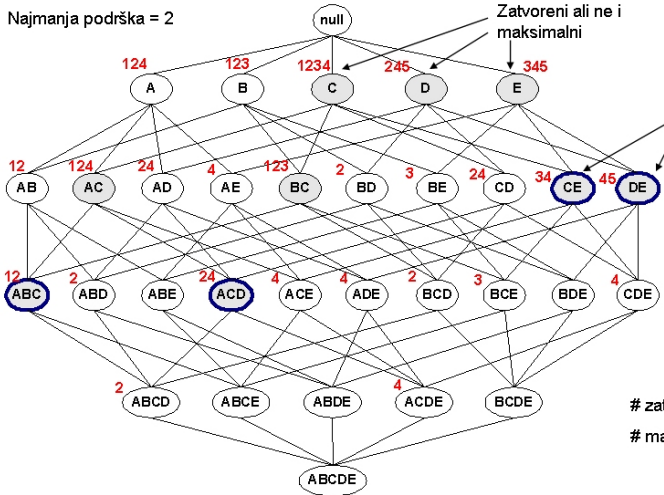 Najmanja podrška = 2
null
Zatvoreni ali ne i
maksimalni
124
123
1234
245
345
A
B
C
D
E
12
124
24
4
123
2
3
24
34
45
AB
AC
AD
AE
BC
BD
BE
CD
CE
DE
12
2
24
4
4
2
3
4
ABC
ABD
ABE
ACD
ACE
ADE
BCD
BCE
BDE
CDE
2
4
ABCD
ABCE
ABDE
ACDE
BCDE
# zat
# ma
ABCDE